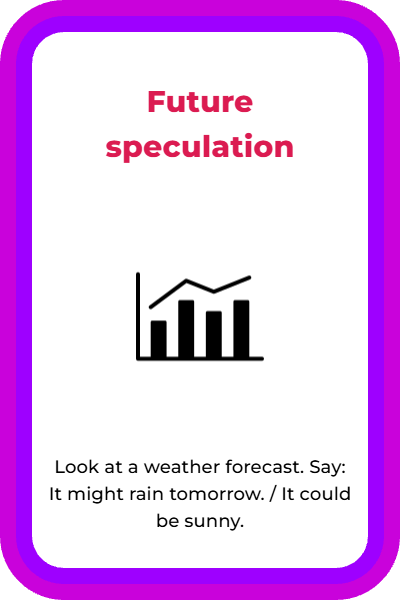 Future
speculation
Look at a weather forecast. Say:
It might rain tomorrow. / It could
be sunny.